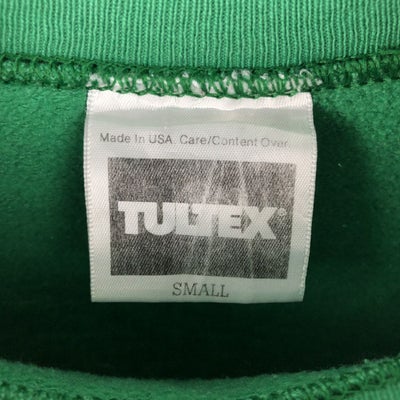 Made In USA. Care/Content Over.
TULTEX®
SMALL